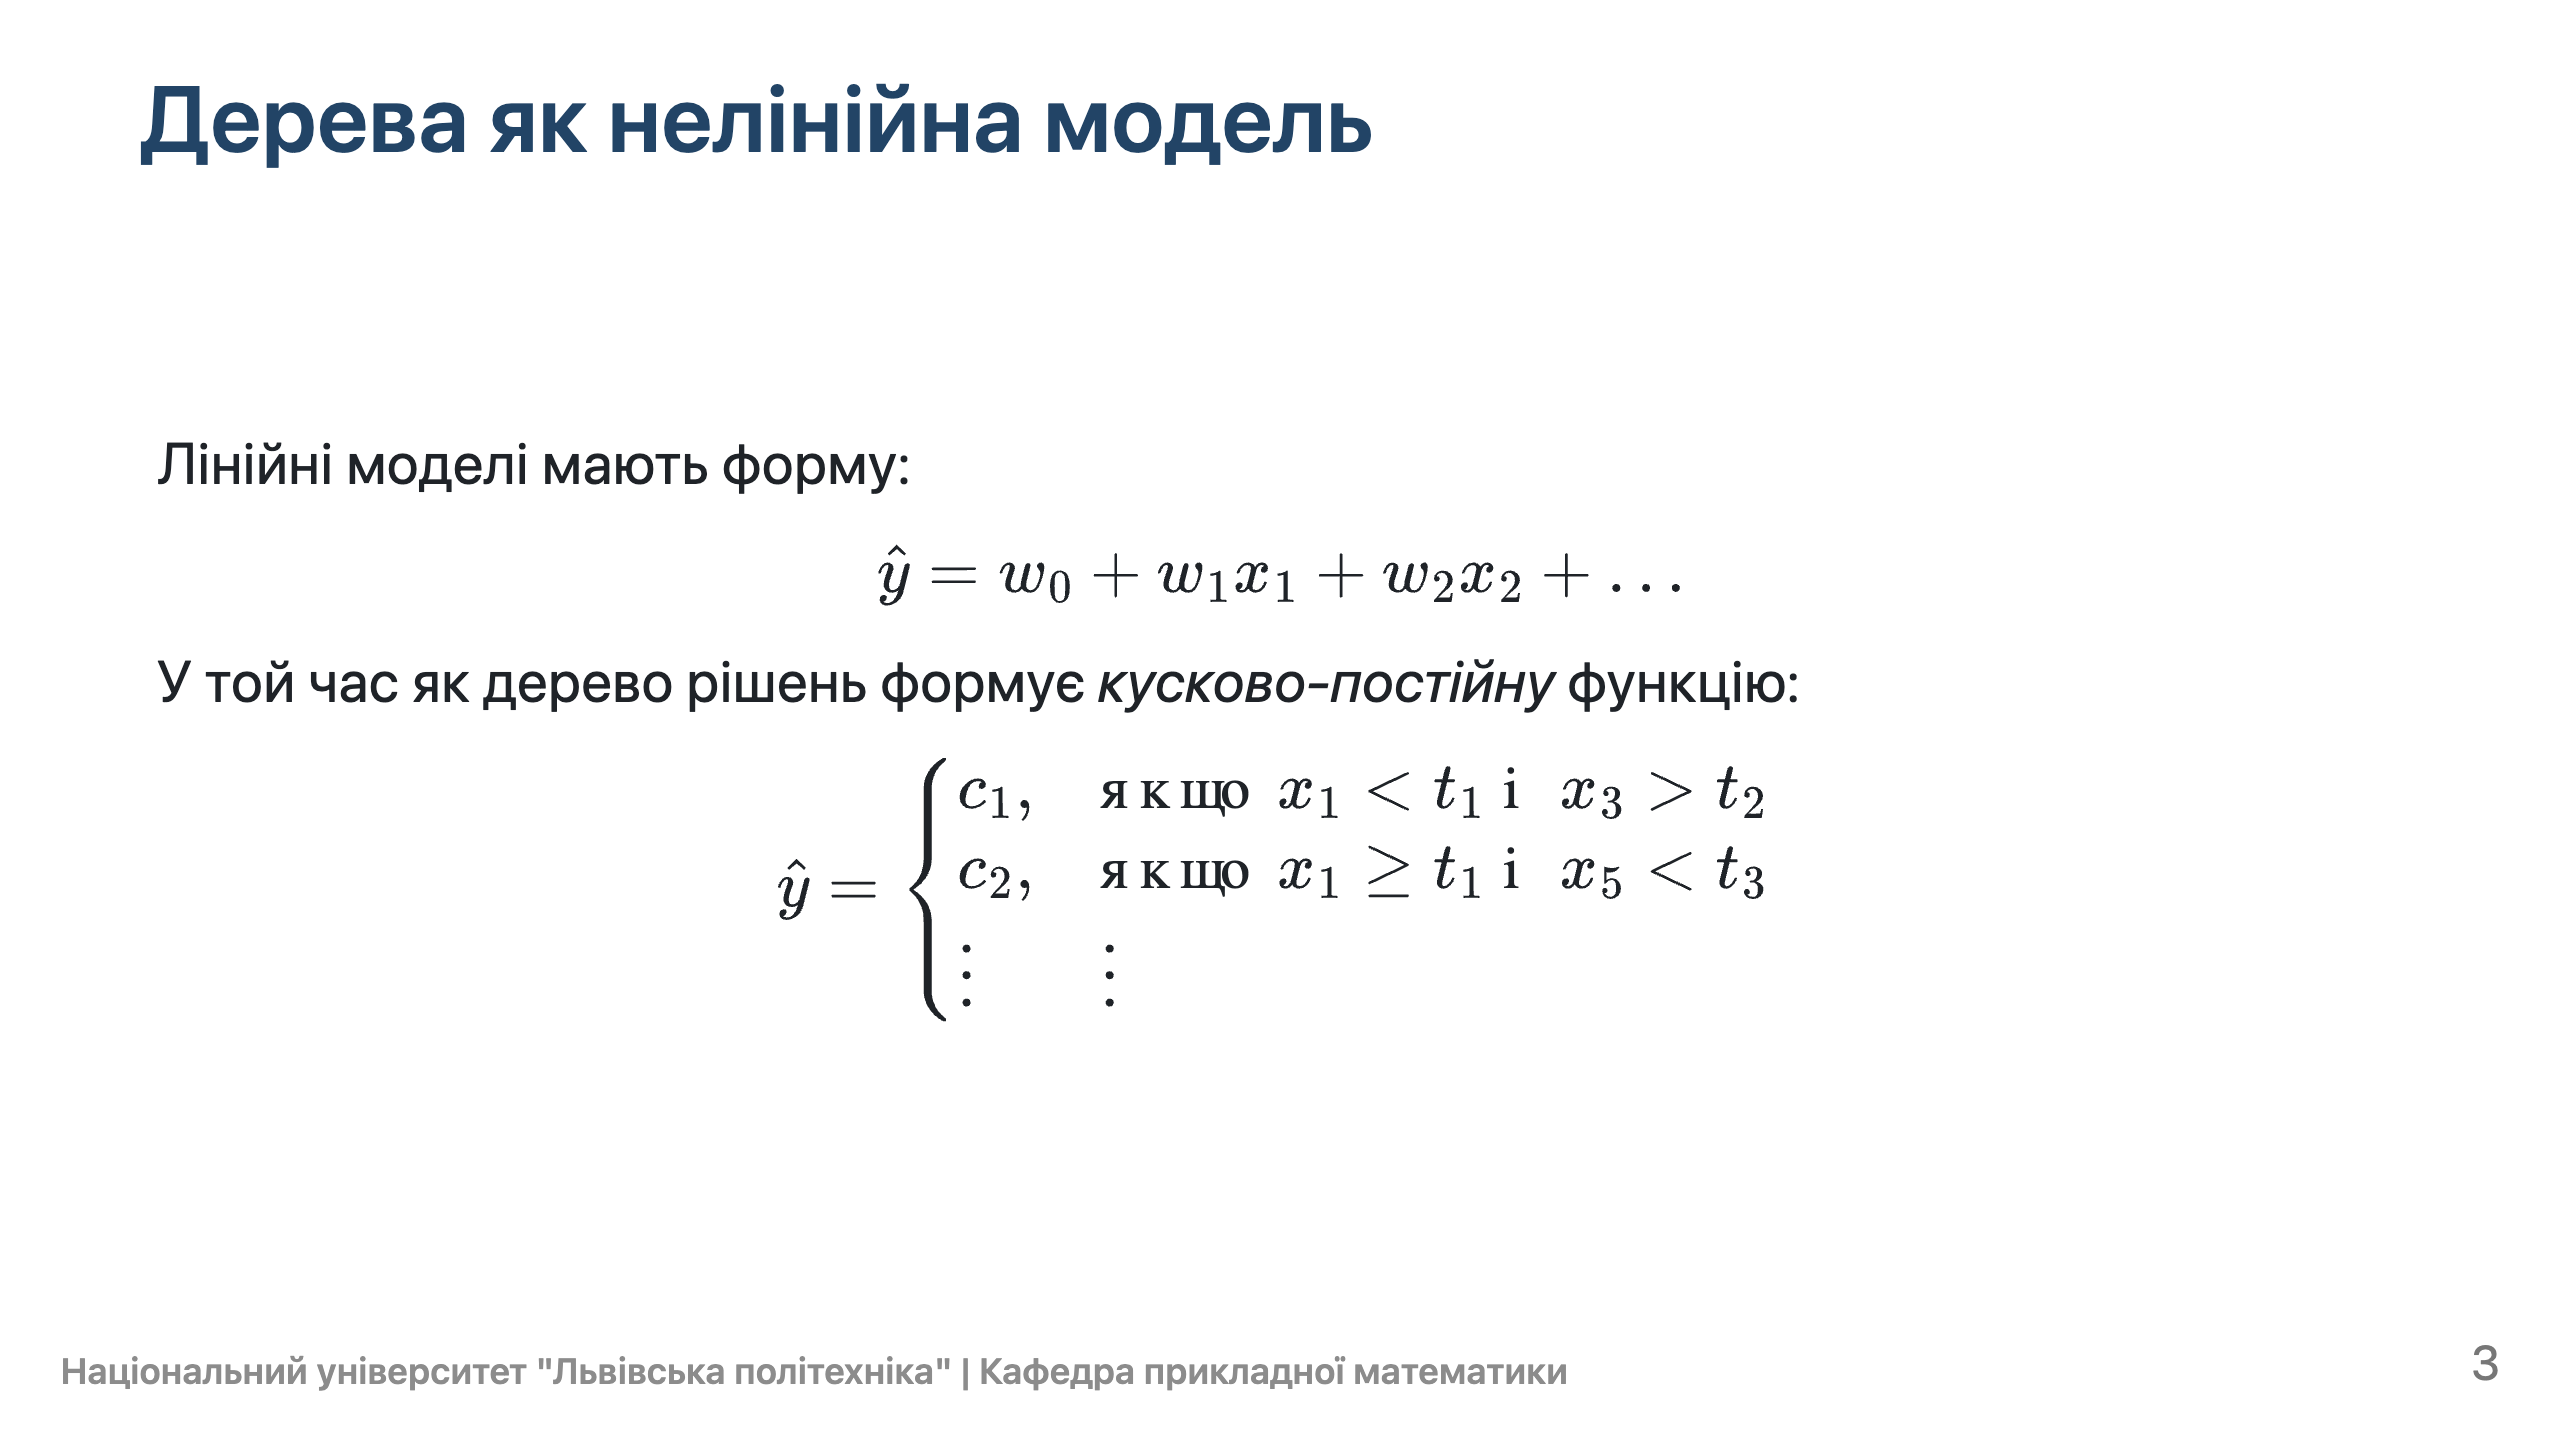 Дерева як нелінійна модель
Лінійні моделі мають форму:
ŷ = w₀ + w₁x₁ + w₂x₂ + …
У той час як дерево рішень формує кусково-постійну функцію:
ŷ = {
c₁, якщо x₁ < t₁ і x₃ > t₂
c₂, якщо x₁ ≥ t₁ і x₅ < t₃
⋮ ⋮
Національний університет "Львівська політехніка" | Кафедра прикладної математики
3